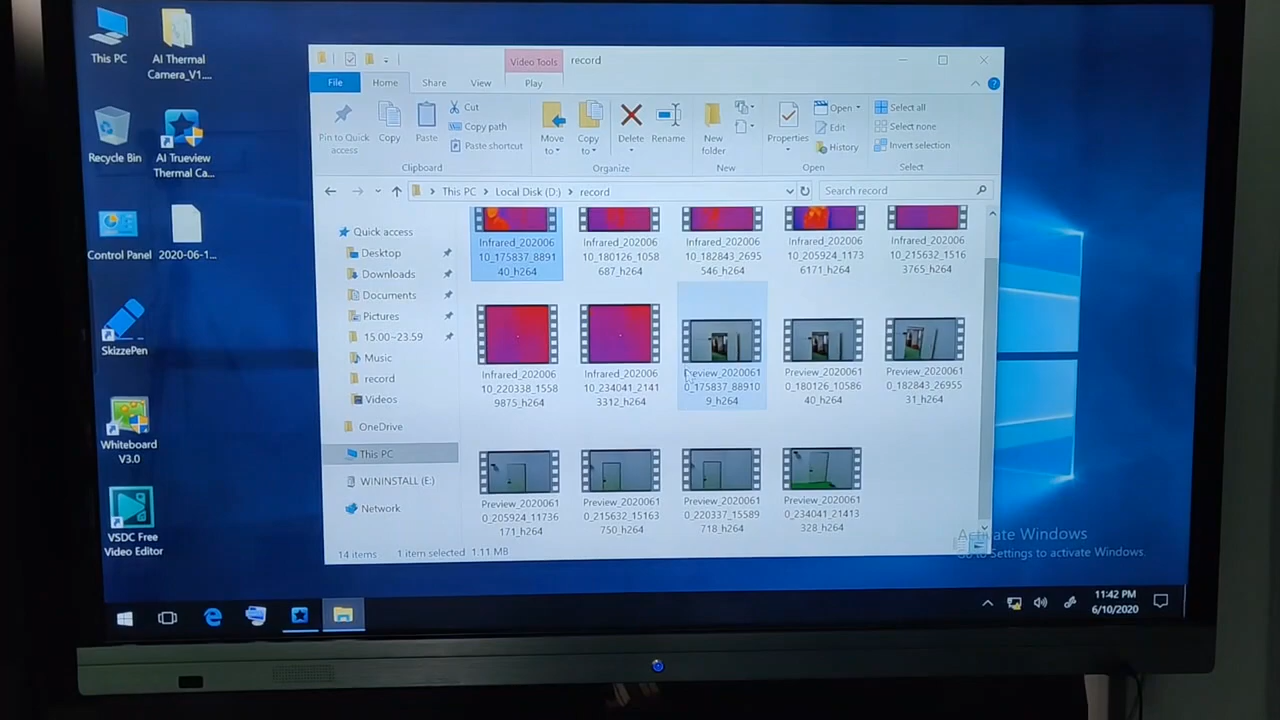 This PC
AI Thermal
Camera_V1....
Recycle Bin
AI Trueview
Thermal Ca...
Control Panel
2020-06-1...
SkizzePen
Whiteboard
V3.0
VSDC Free
Video Editor
Video Tools
record
File
Home
Share
View
Play
Pin to Quick
access
Copy
Paste
Cut
Copy path
Paste shortcut
Clipboard
Move
to
Copy
to
Delete
Rename
Organize
New
folder
New
Properties
Open
Edit
History
Open
Select all
Select none
Invert selection
Select
This PC > Local Disk (D:) > record
Search record
Quick access
Desktop
Downloads
Documents
Pictures
15.00~23.59
Music
record
Videos
OneDrive
This PC
WININSTALL (E:)
Network
Infrared_202006
10_175837_8891
40_h264
Infrared_202006
10_180126_1058
687_h264
Infrared_202006
10_182843_2695
546_h264
Infrared_202006
10_205924_1173
6171_h264
Infrared_202006
10_215632_1516
3765_h264
Infrared_202006
10_220338_1558
9875_h264
Infrared_202006
10_234041_2141
3312_h264
Preview_2020061
0_175837_88910
9_h264
Preview_2020061
0_180126_10586
40_h264
Preview_2020061
0_182843_26955
31_h264
Preview_2020061
0_205924_11736
171_h264
Preview_2020061
0_215632_15163
750_h264
Preview_2020061
0_220337_15589
718_h264
Preview_2020061
0_234041_21413
328_h264
14 items
1 item selected 1.11 MB
Activate Windows
Go to Settings to activate Windows.
11:42 PM
6/10/2020